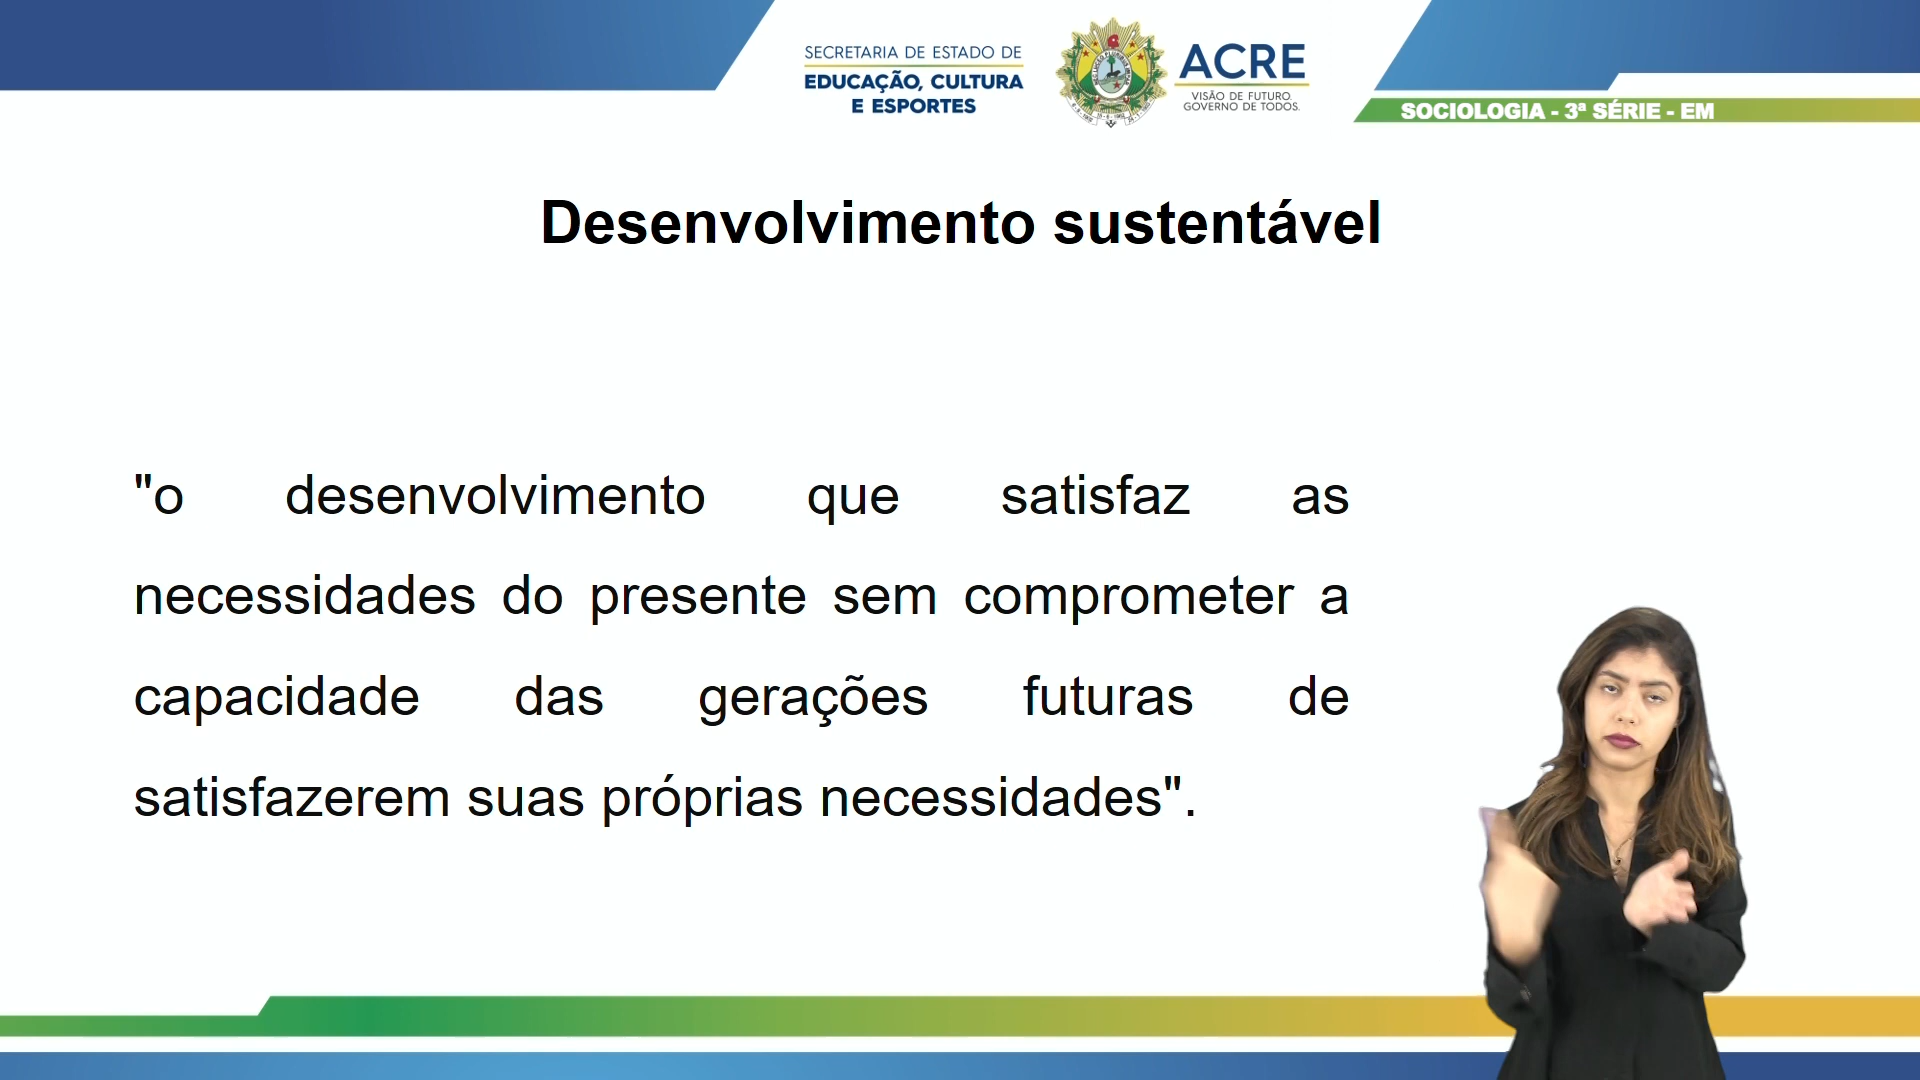 SECRETARIA DE ESTADO DE
EDUCAÇÃO, CULTURA
E ESPORTES
ACRE
VISÃO DE FUTURO.
GOVERNO DE TODOS.
SOCIOLOGIA - 3ª SÉRIE - EM
Desenvolvimento sustentável
"o desenvolvimento que satisfaz as
necessidades do presente sem comprometer a
capacidade das gerações futuras de
satisfazerem suas próprias necessidades".